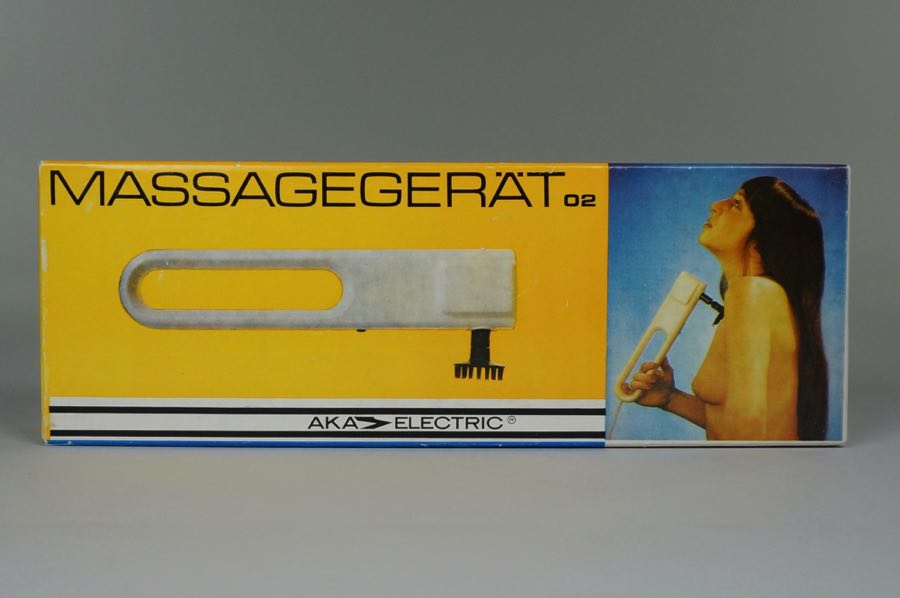 MASSAGEGERÄT 02
AKA ELECTRIC®